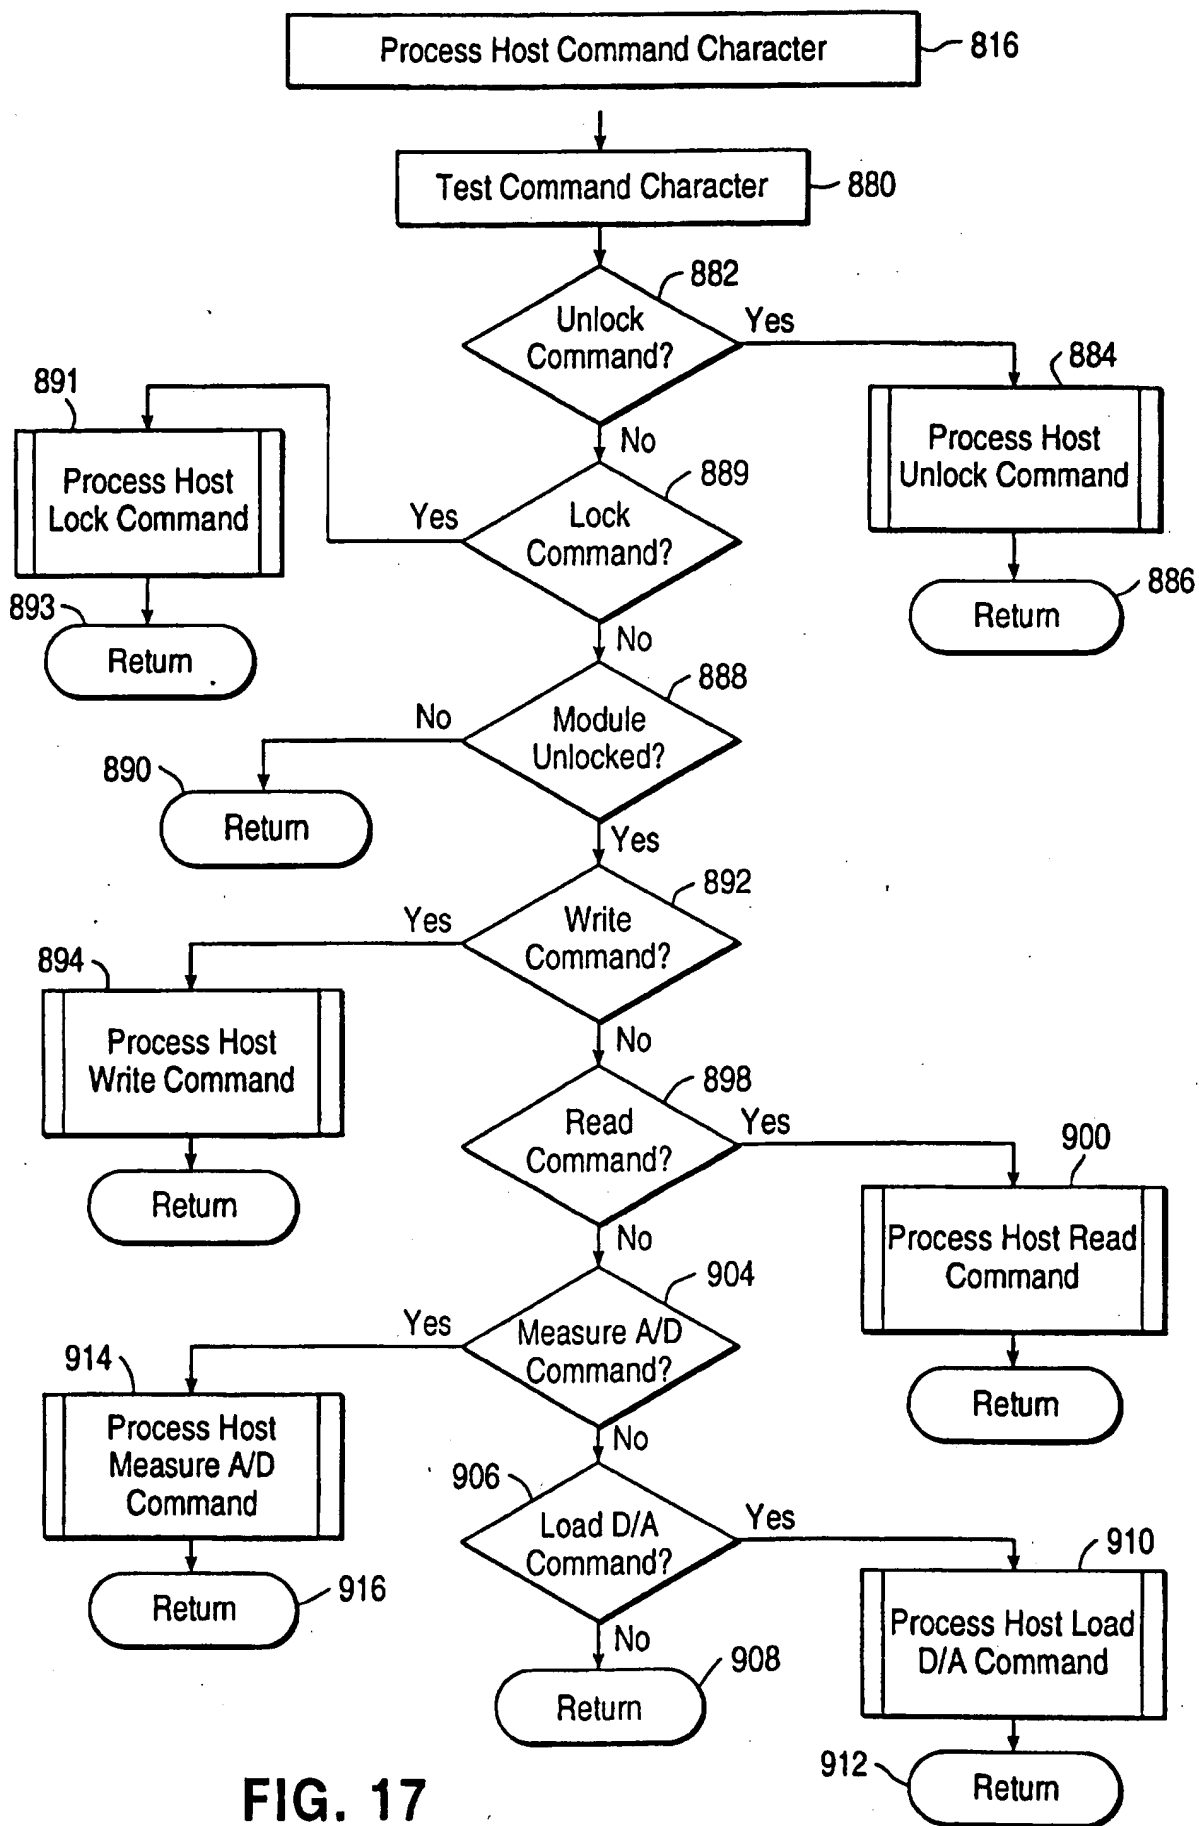 Process Host Command Character
816
Test Command Character
880
882
Unlock
Command?
Yes
884
Process Host
Unlock Command
886
Return
No
889
Lock
Command?
Yes
891
Process Host
Lock Command
893
Return
No
888
Module
Unlocked?
No
890
Return
Yes
892
Write
Command?
Yes
894
Process Host
Write Command
Return
No
898
Read
Command?
Yes
900
Process Host Read
Command
Return
No
904
Measure A/D
Command?
Yes
914
Process Host
Measure A/D
Command
Return
916
No
906
Load D/A
Command?
Yes
910
Process Host Load
D/A Command
912
Return
No
908
Return
FIG. 17